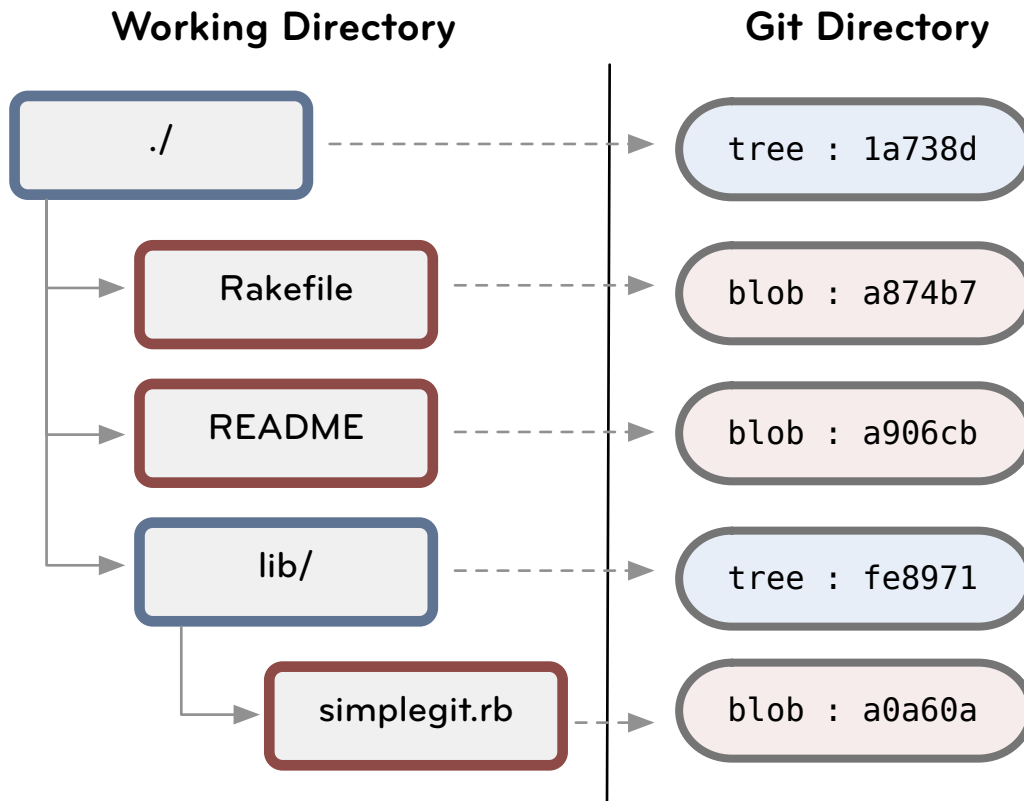 Working Directory
Git Directory
./
tree : 1a738d
Rakefile
blob : a874b7
README
blob : a906cb
lib/
tree : fe8971
simplegit.rb
blob : a0a60a